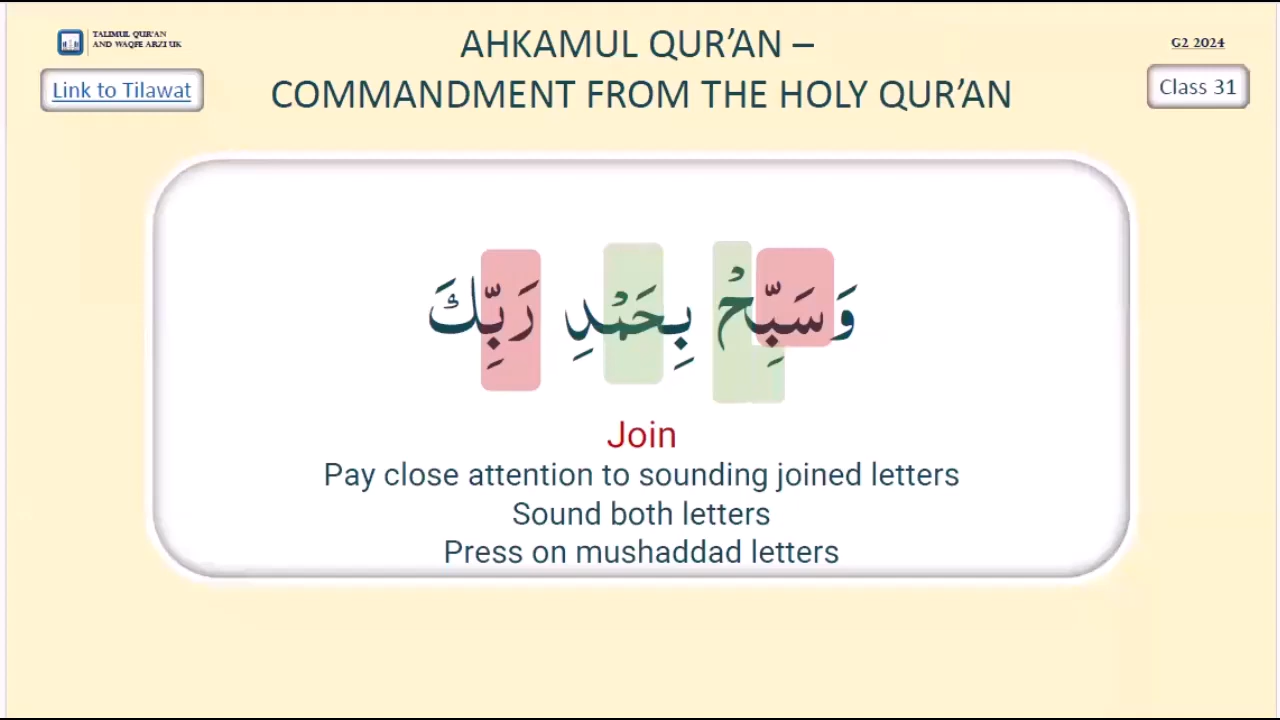 TALIMUL QUR'AN
AND WAQFE ARZI UK
Link to Tilawat
AHKAMUL QUR’AN –
COMMANDMENT FROM THE HOLY QUR’AN
G2 2024
Class 31
وَسَبِّحْ بِحَمْدِ رَبِّكَ
Join
Pay close attention to sounding joined letters
Sound both letters
Press on mushaddad letters